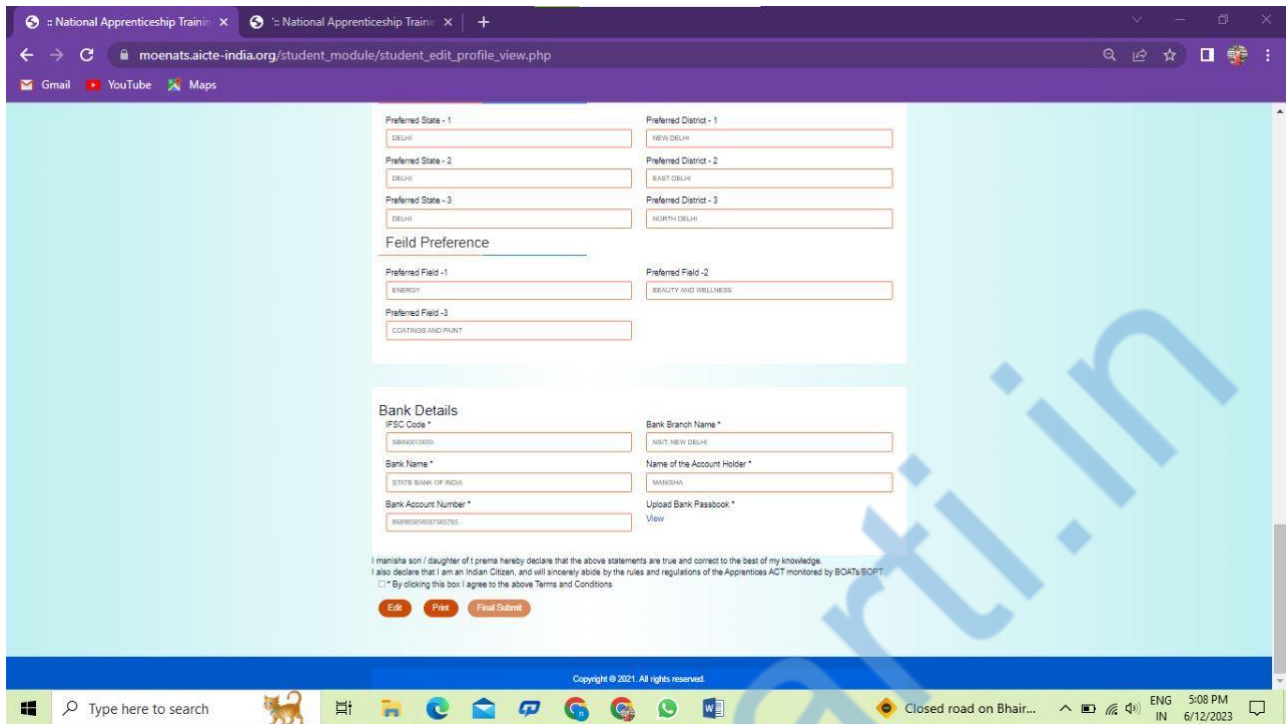 :: National Apprenticeship Trainin
':: National Apprenticeship Trainin
moenats.aicte-india.org/student_module/student_edit_profile_view.php
Gmail YouTube Maps
Preferred State - 1 Preferred District - 1
DELHI NEW DELHI
Preferred State - 2 Preferred District - 2
DELHI EAST DELHI
Preferred State - 3 Preferred District - 3
DELHI NORTH DELHI
Feild Preference
Preferred Field -1 Preferred Field -2
ENERGY BEAUTY AND WELLNESS
Preferred Field -3
COATINGS AND PAINT
Bank Details
IFSC Code * Bank Branch Name *
NSIT, NEW DELHI
Bank Name * Name of the Account Holder *
STATE BANK OF INDIA MANISHA
Bank Account Number * Upload Bank Passbook *
View
I manisha son / daughter of t prema hereby declare that the above statements are true and correct to the best of my knowledge.
I also declare that I am an Indian Citizen, and will sincerely abide by the rules and regulations of the Apprentices ACT monitored by BOATs/BOPT
* By clicking this box I agree to the above Terms and Conditions
Edit Print Final Submit
Copyright @ 2021. All rights reserved.
arti.in
Type here to search
Closed road on Bhair...
ENG
IN
5:08 PM
6/12/2023